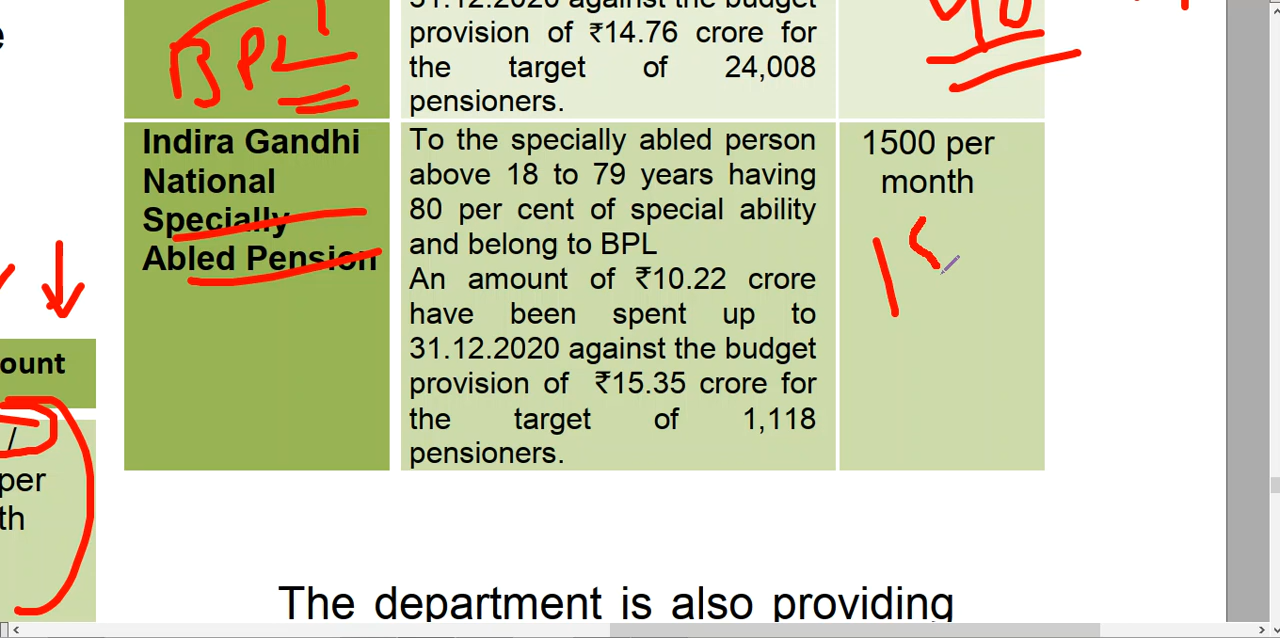 31.12.2020 against the budget
provision of ₹14.76 crore for
the target of 24,008
pensioners.
BPL
Indira Gandhi
National
Specially
Abled Pension
To the specially abled person
above 18 to 79 years having
80 per cent of special ability
and belong to BPL
An amount of ₹10.22 crore
have been spent up to
31.12.2020 against the budget
provision of ₹15.35 crore for
the target of 1,118
pensioners.
1500 per
month
ount
/
per
th
The department is also providing